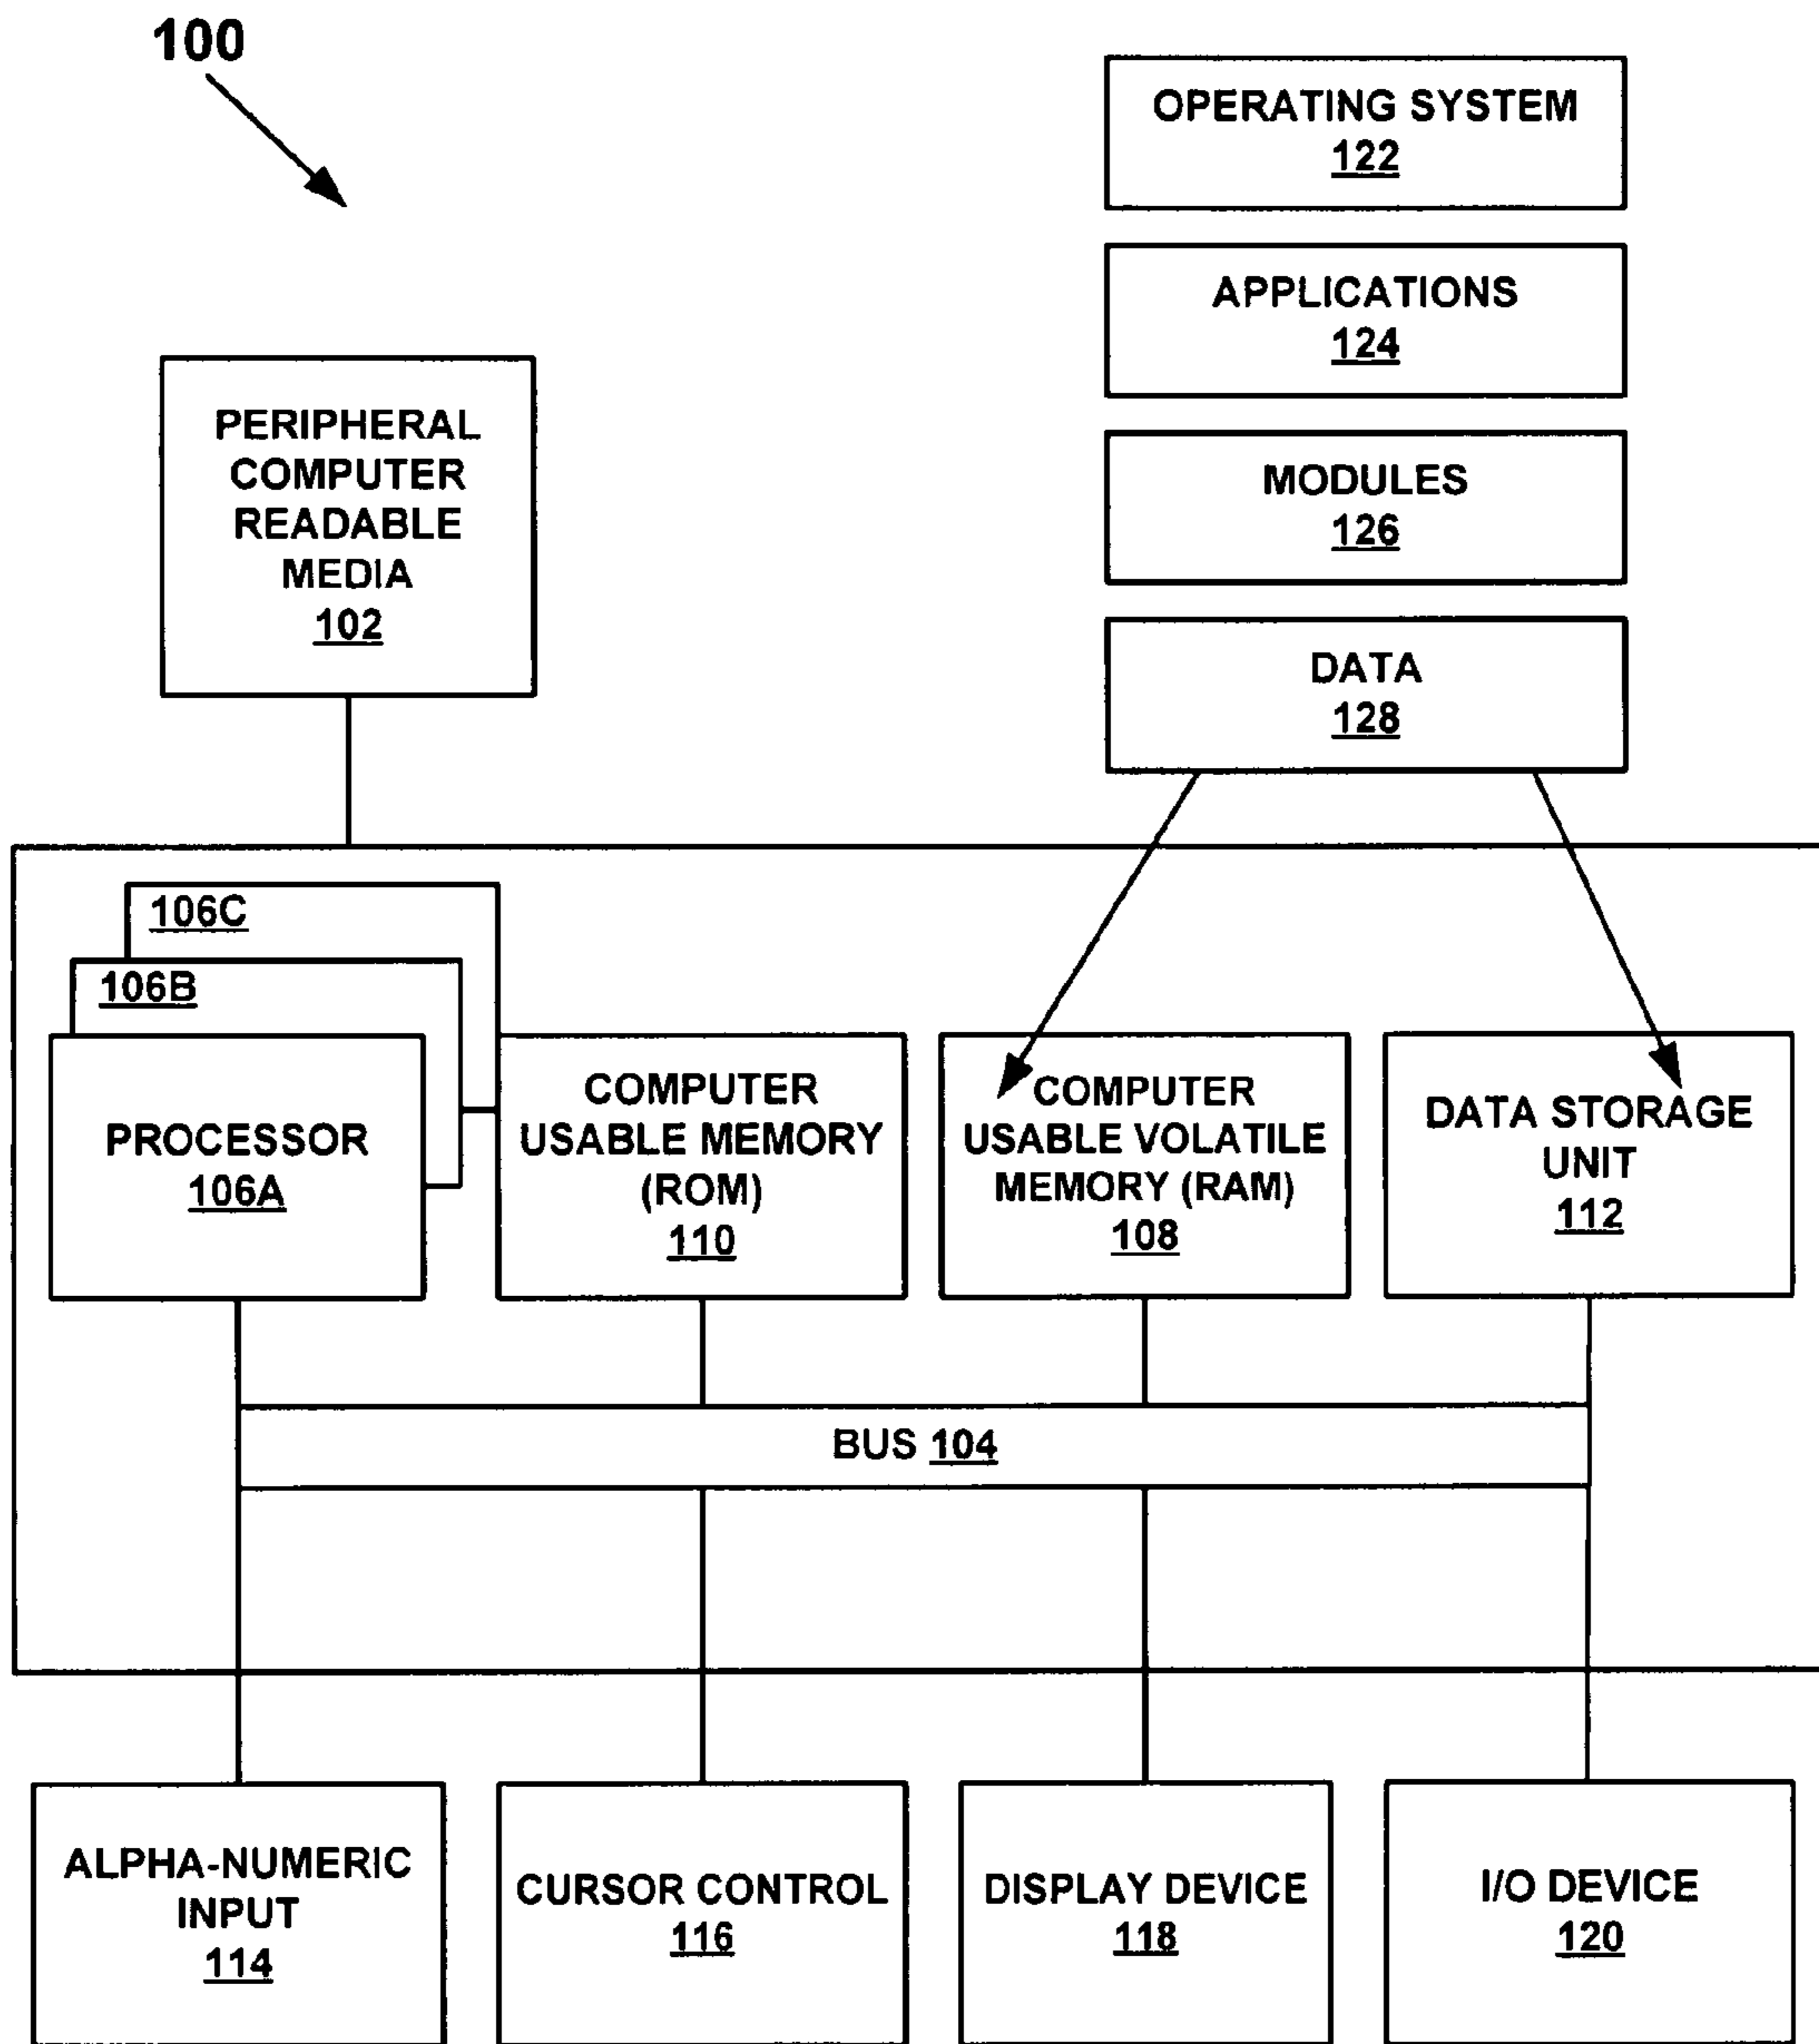 100
OPERATING SYSTEM
122
APPLICATIONS
124
PERIPHERAL
COMPUTER
READABLE
MEDIA
102
MODULES
126
DATA
128
106C
106B
PROCESSOR
106A
COMPUTER
USABLE MEMORY
(ROM)
110
COMPUTER
USABLE VOLATILE
MEMORY (RAM)
108
DATA STORAGE
UNIT
112
BUS 104
ALPHA-NUMERIC
INPUT
114
CURSOR CONTROL
116
DISPLAY DEVICE
118
I/O DEVICE
120